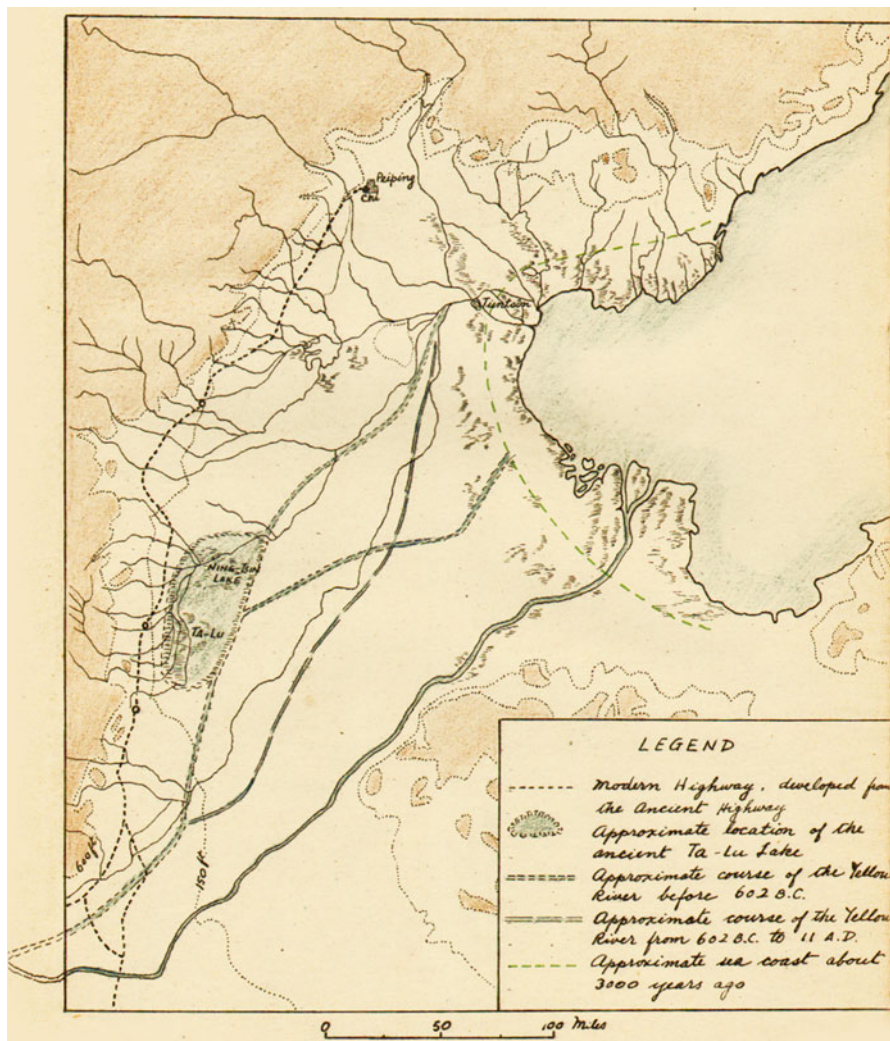 Peiping
Chi
Tientsin
NING-JIN
LAKE
TA-LU
600 ft.
150 ft.
LEGEND
Modern Highway, developed from
the Ancient Highway
Approximate location of the
ancient Ta-Lu Lake
Approximate course of the Yellow
River before 602 B.C.
Approximate course of the Yellow
River from 602 B.C. to 11 A.D.
Approximate sea coast about
3000 years ago
0 50 100 Miles